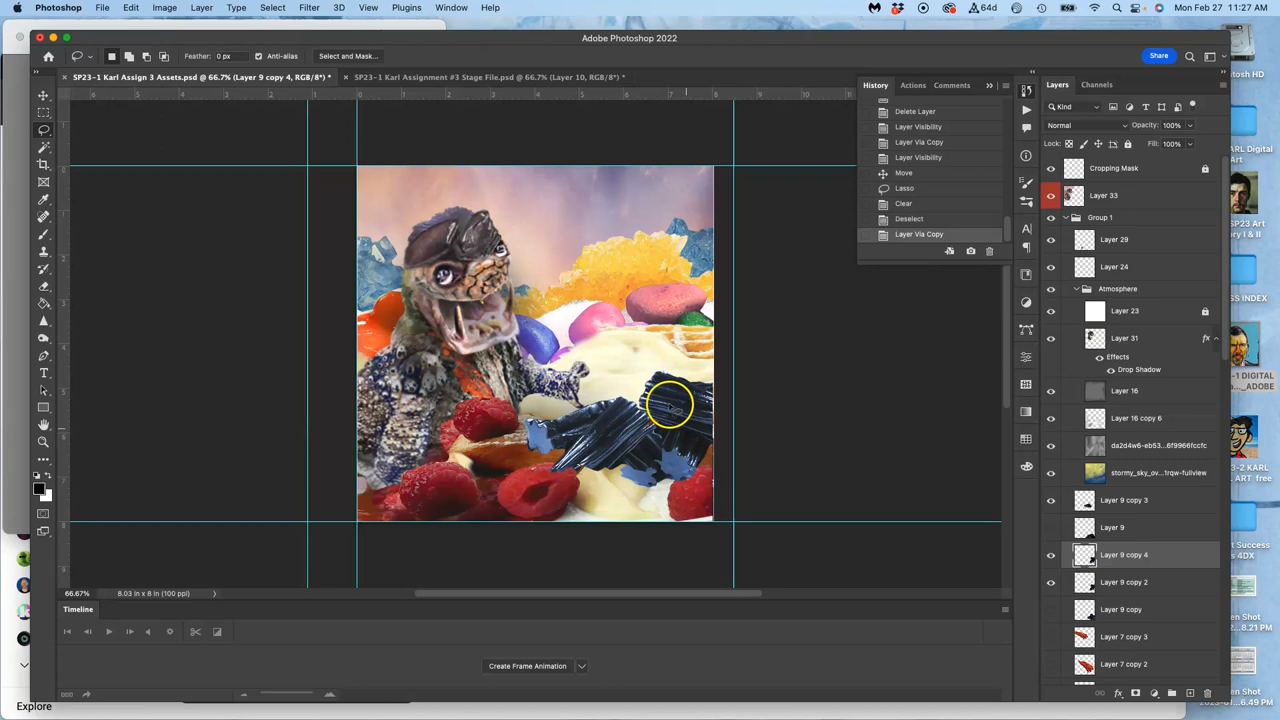 Photoshop File Edit Image Layer Type Select Filter 3D View Plugins Window Help 64d Mon Feb 27 11:27 AM
Adobe Photoshop 2022
Feather: 0 px Anti-alias Select and Mask... Share
SP23-1 Karl Assign 3 Assets.psd @ 66.7% (Layer 9 copy 4, RGB/8*) * SP23-1 Karl Assignment #3 Stage File.psd @ 66.7% (Layer 10, RGB/8*) *
History Actions Comments
Delete Layer
Layer Visibility
Layer Via Copy
Layer Visibility
Move
Lasso
Clear
Deselect
Layer Via Copy
Layers Channels
Kind
Normal Opacity: 100%
Lock: Fill: 100%
Cropping Mask
Layer 33
Group 1
Layer 29
Layer 24
Atmosphere
Layer 23
Layer 31 fx
Effects
Drop Shadow
Layer 16
Layer 16 copy 6
da2d4w6-eb53...6f9966fccfc
stormy_sky_ov...1rqw-fullview
Layer 9 copy 3
Layer 9
Layer 9 copy 4
Layer 9 copy 2
Layer 9 copy
Layer 7 copy 3
Layer 7 copy 2
66.67% 8.03 in x 8 in (100 ppi)
Timeline
Create Frame Animation
Explore